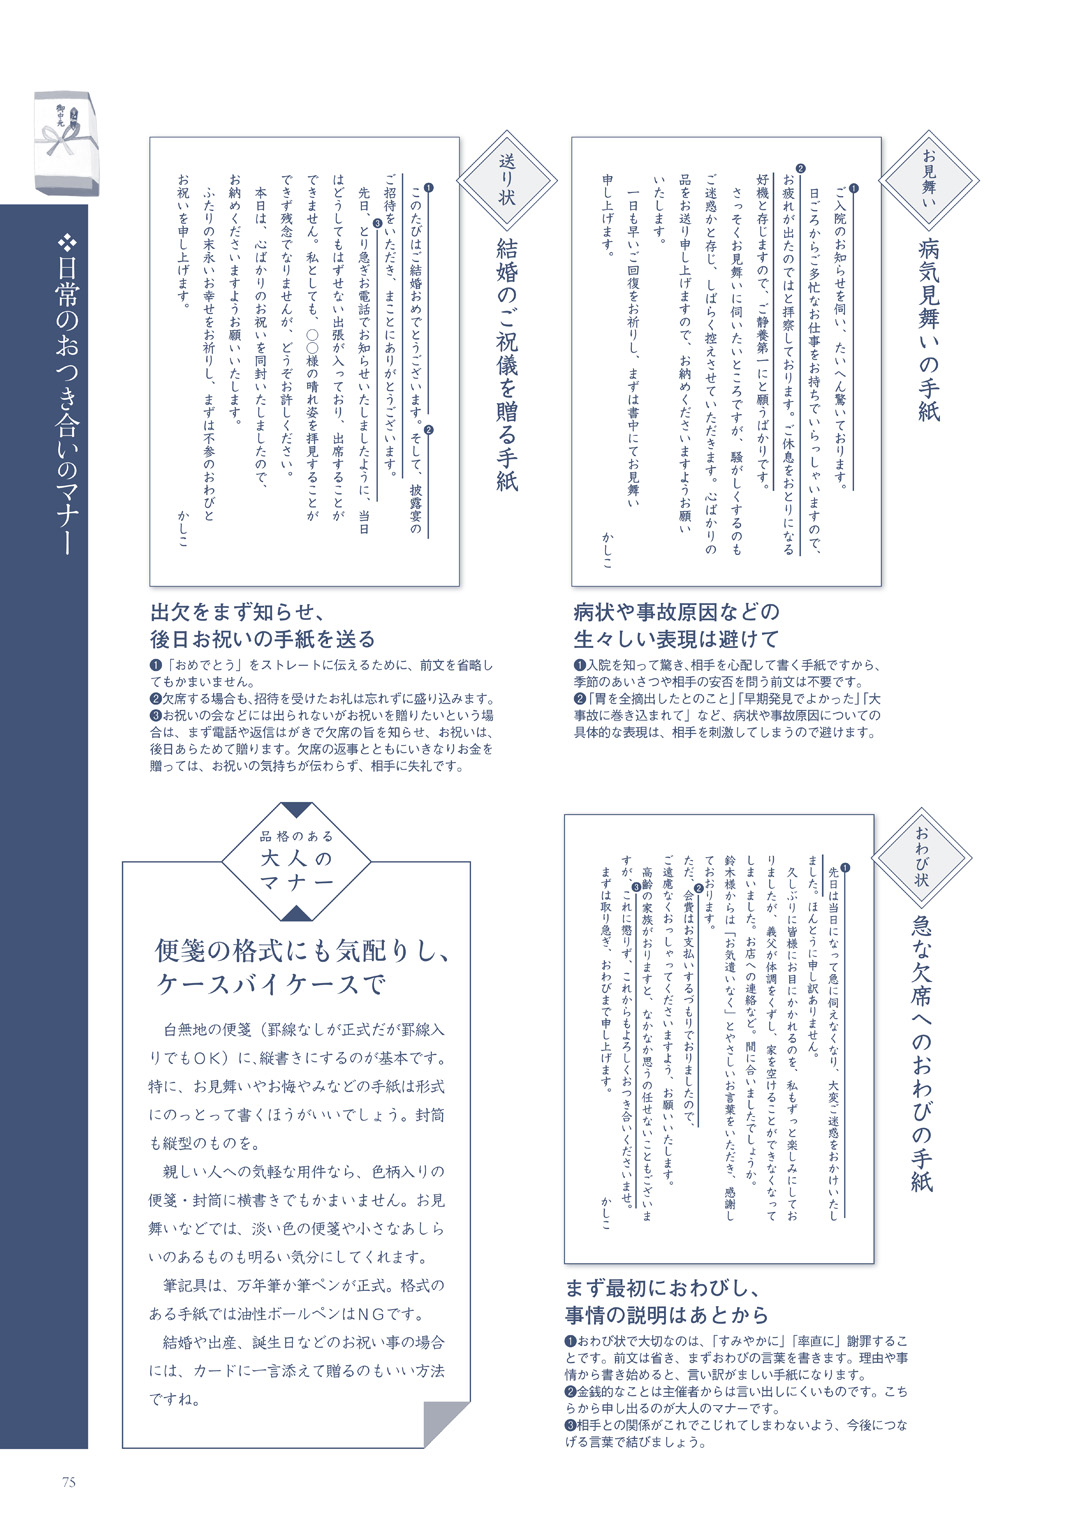 御中元
❖日常のおつき合いのマナー
お見舞い
病気見舞いの手紙
❶ご入院のお知らせを伺い、たいへん驚いております。
日ごろからご多忙なお仕事をお持ちでいらっしゃいますので、
❷お疲れが出たのではと拝察しております。ご休息をおとりになる
好機と存じますので、ご静養第一にと願うばかりです。
さっそくお見舞いに伺いたいところですが、騒がしくするのも
ご迷惑かと存じ、しばらく控えさせていただきます。心ばかりの
品をお送り申し上げますので、お納めくださいますようお願い
いたします。
一日も早いご回復をお祈りし、まずは書中にてお見舞い
申し上げます。
かしこ
病状や事故原因などの
生々しい表現は避けて
❶入院を知って驚き、相手を心配して書く手紙ですから、
季節のあいさつや相手の安否を問う前文は不要です。
❷「胃を全摘出したとのこと」「早期発見でよかった」「大
事故に巻き込まれて」など、病状や事故原因についての
具体的な表現は、相手を刺激してしまうので避けます。
送り状
結婚のご祝儀を贈る手紙
❶このたびはご結婚おめでとうございます。❷そして、披露宴の
ご招待をいただき、まことにありがとうございます。
先日、❸とり急ぎお電話でお知らせいたしましたように、当日
はどうしてもはずせない出張が入っており、出席することが
できません。私としても、〇〇様の晴れ姿を拝見することが
できず残念でなりませんが、どうぞお許しください。
本日は、心ばかりのお祝いを同封いたしましたので、
お納めくださいますようお願いいたします。
ふたりの末永いお幸せをお祈りし、まずは不参のおわびと
お祝いを申し上げます。
かしこ
出欠をまず知らせ、
後日お祝いの手紙を送る
❶「おめでとう」をストレートに伝えるために、前文を省略し
てもかまいません。
❷欠席する場合も、招待を受けたお礼は忘れずに盛り込みます。
❸お祝いの会などには出られないがお祝いを贈りたいという場
合は、まず電話や返信はがきで欠席の旨を知らせ、お祝いは、
後日あらためて贈ります。欠席の返事とともにいきなりお金を
贈っては、お祝いの気持ちが伝わらず、相手に失礼です。
おわび状
急な欠席へのおわびの手紙
❶先日は当日になって急に伺えなくなり、大変ご迷惑をおかけいたし
ました。ほんとうに申し訳ありません。
久しぶりに皆様にお目にかかれるのを、私もずっと楽しみにしてお
りましたが、義父が体調をくずし、家を空けることができなくなって
しまいました。お店への連絡など。間に合いましたでしょうか。
鈴木様からは「お気遣いなく」とやさしいお言葉をいただき、感謝し
ております。
ただ、❷会費はお支払いするつもりでおりましたので、
ご遠慮なくおっしゃってくださいますよう、お願いいたします。
高齢の家族がおりますと、なかなか思うの任せないこともございま
すが、❸これに懲りず、これからもよろしくおつき合いくださいませ。
まずは取り急ぎ、おわびまで申し上げます。
かしこ
まず最初におわびし、
事情の説明はあとから
❶おわび状で大切なのは、「すみやかに」「率直に」謝罪するこ
とです。前文は省き、まずおわびの言葉を書きます。理由や事
情から書き始めると、言い訳がましい手紙になります。
❷金銭的なことは主催者からは言い出しにくいものです。こち
らから申し出るのが大人のマナーです。
❸相手との関係がこれでこじれてしまわないよう、今後につな
げる言葉で結びましょう。
品格のある
大人の
マナー
便箋の格式にも気配りし、
ケースバイケースで
白無地の便箋（罫線なしが正式だが罫線入
りでもOK）に、縦書きにするのが基本です。
特に、お見舞いやお悔やみなどの手紙は形式
にのっとって書くほうがいいでしょう。封筒
も縦型のものを。
親しい人への気軽な用件なら、色柄入りの
便箋・封筒に横書きでもかまいません。お見
舞いなどでは、淡い色の便箋や小さなあしら
いのあるものも明るい気分にしてくれます。
筆記具は、万年筆か筆ペンが正式。格式の
ある手紙では油性ボールペンはNGです。
結婚や出産、誕生日などのお祝い事の場合
には、カードに一言添えて贈るのもいい方法
ですね。
75